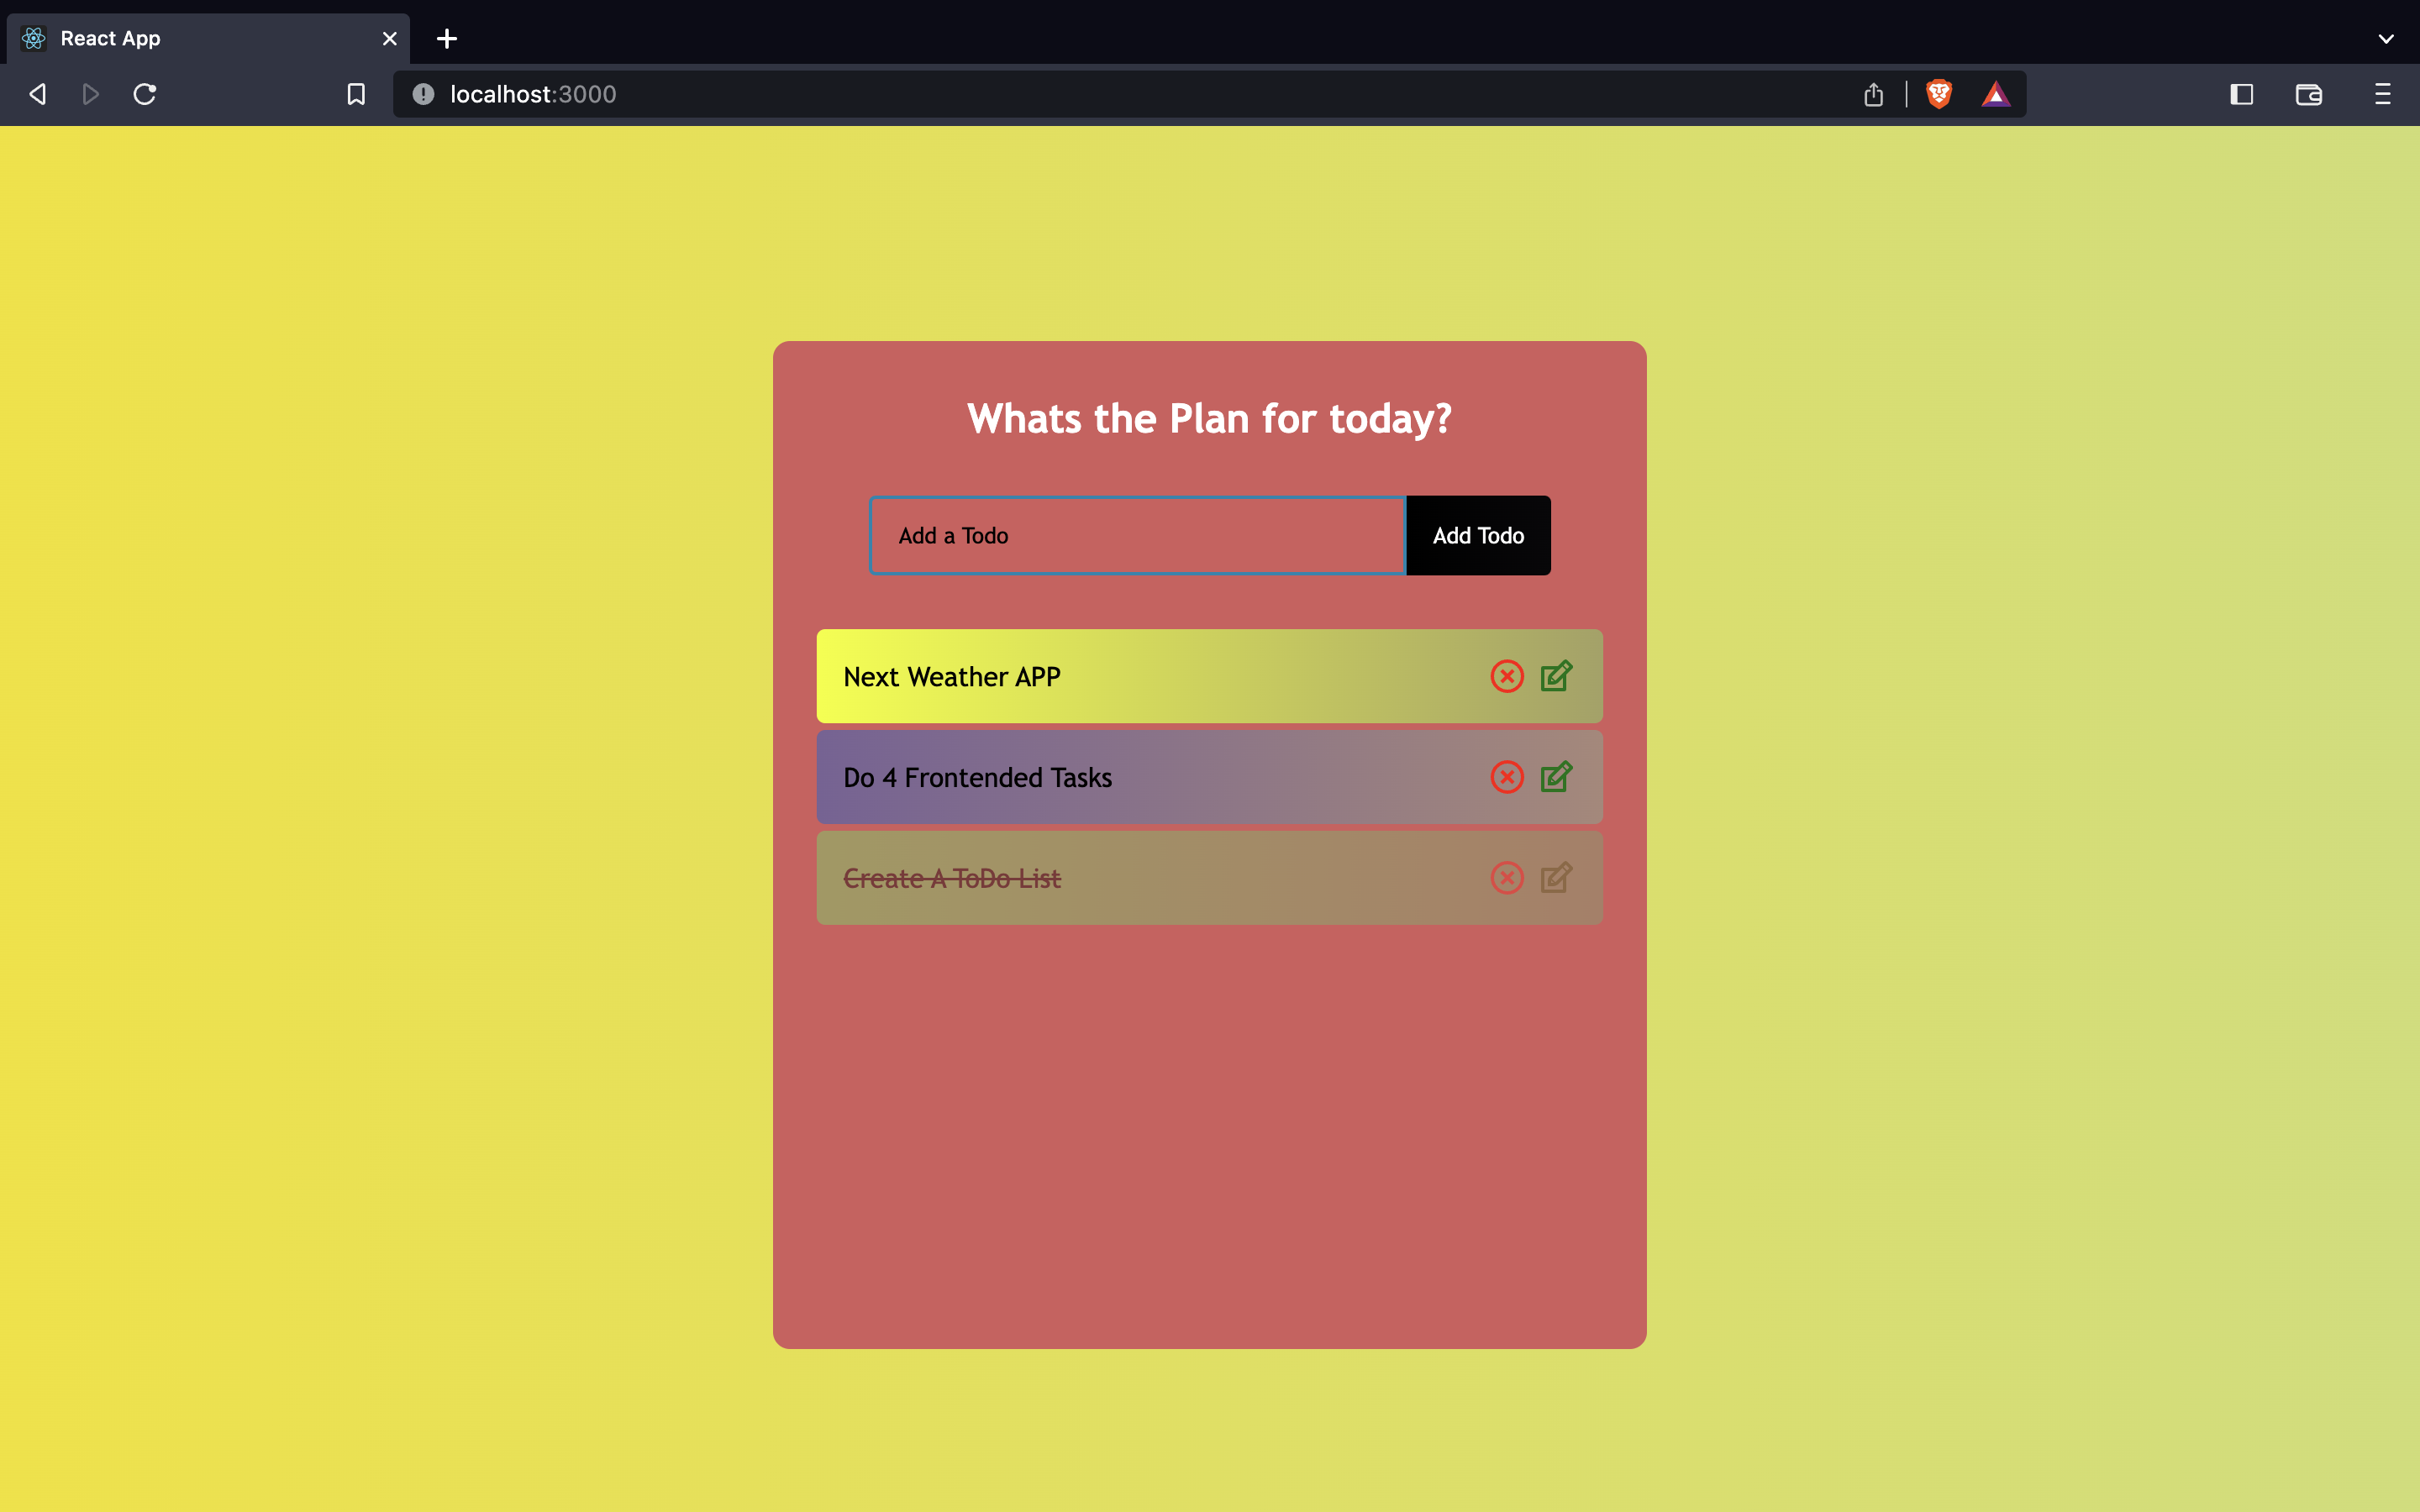 React App
localhost:3000
Whats the Plan for today?
Add a Todo
Add Todo
Next Weather APP
Do 4 Frontended Tasks
Create A ToDo List